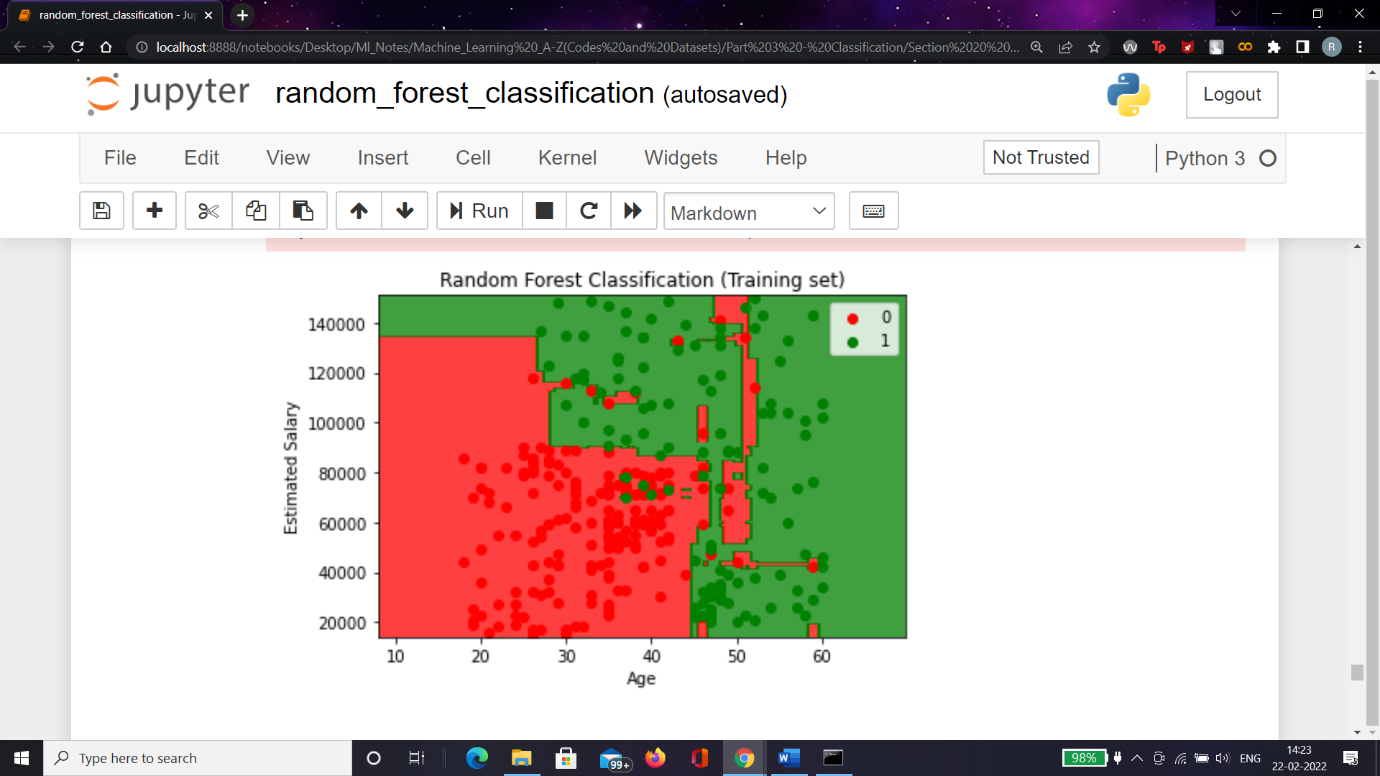 random_forest_classification - Ju
localhost:8888/notebooks/Desktop/Ml_Notes/Machine_Learning%20_A-Z(Codes%20and%20Datasets)/Part%203%20-%20Classification/Section%2020%20...
Tp
R
jupyter random_forest_classification (autosaved)
Logout
File Edit View Insert Cell Kernel Widgets Help
Not Trusted
Python 3
Run
Markdown
Random Forest Classification (Training set)
0
1
140000
120000
100000
80000
60000
40000
20000
Estimated Salary
10 20 30 40 50 60
Age
Type here to search
99+
98%
ENG
14:23
22-02-2022